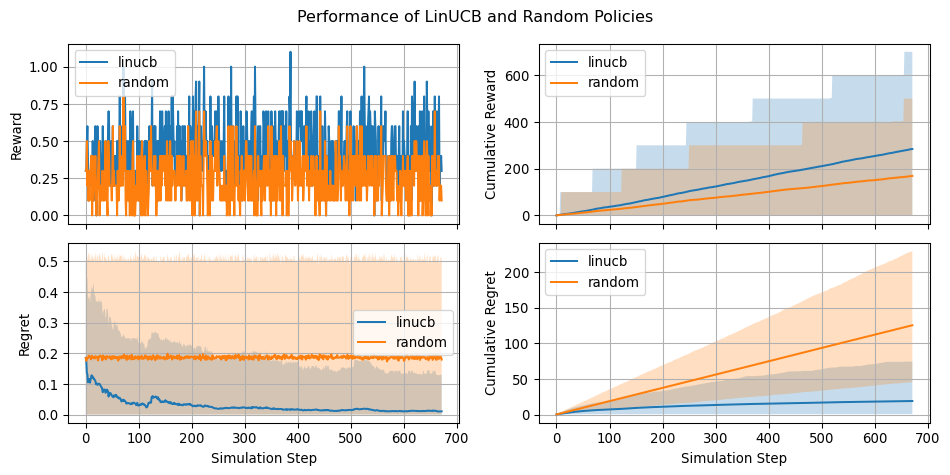 Performance of LinUCB and Random Policies
Reward
1.00
0.75
0.50
0.25
0.00
linucb
random
Cumulative Reward
600
400
200
0
linucb
random
Regret
0.5
0.4
0.3
0.2
0.1
0.0
linucb
random
0 100 200 300 400 500 600 700
Simulation Step
Cumulative Regret
200
150
100
50
0
linucb
random
0 100 200 300 400 500 600 700
Simulation Step